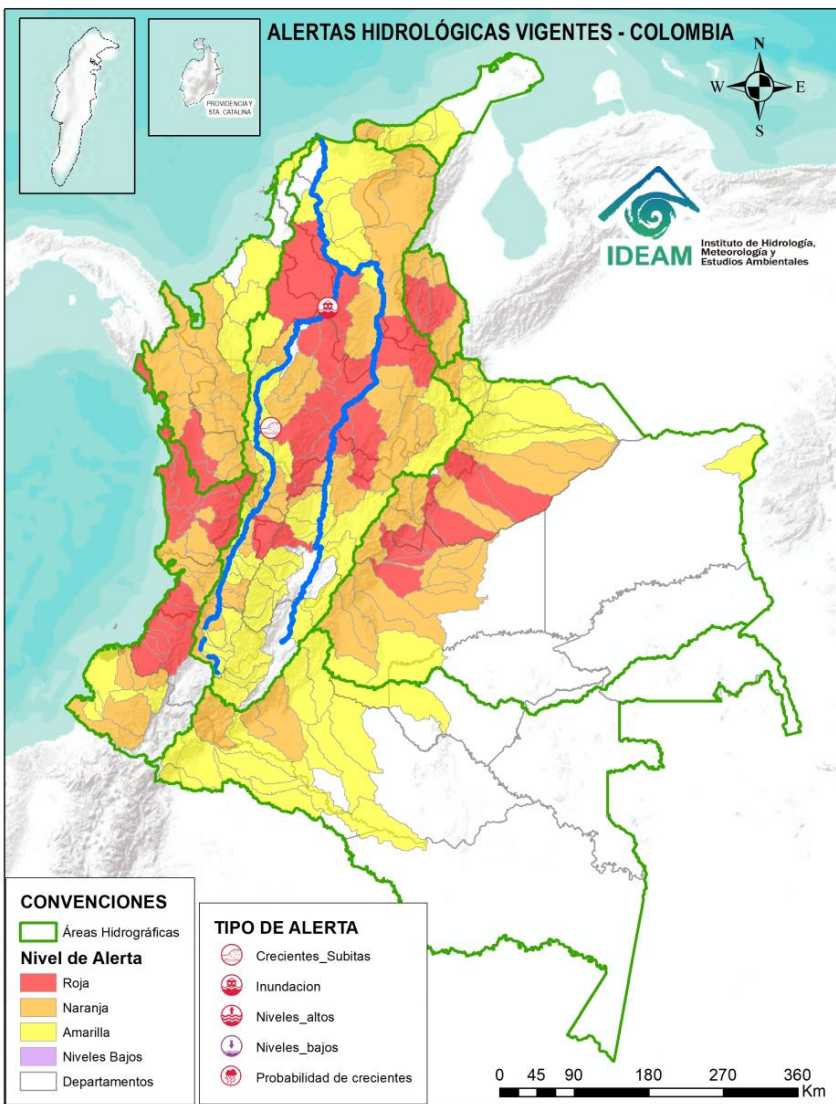 ALERTAS HIDROLÓGICAS VIGENTES - COLOMBIA
PROVIDENCIA Y
STA. CATALINA
N
W
E
S
IDEAM
Instituto de Hidrología,
Meteorología y
Estudios Ambientales
CONVENCIONES
Áreas Hidrográficas
Nivel de Alerta
Roja
Naranja
Amarilla
Niveles Bajos
Departamentos
TIPO DE ALERTA
Crecientes_Subitas
Inundacion
Niveles_altos
Niveles_bajos
Probabilidad de crecientes
0 45 90 180 270 360
Km